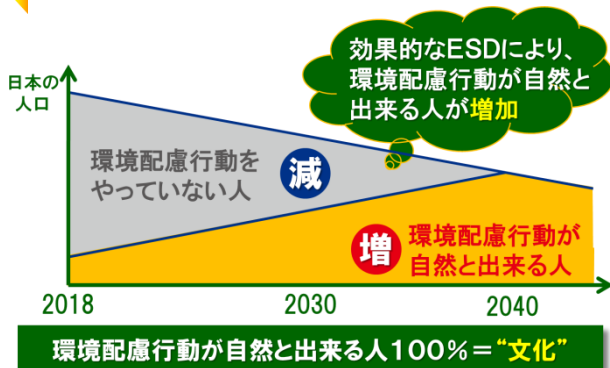 効果的なESDにより、
環境配慮行動が自然と
出来る人が増加
日本の
人口
環境配慮行動を
やっていない人
減
増
環境配慮行動が
自然と出来る人
2018
2030
2040
環境配慮行動が自然と出来る人100%＝“文化”